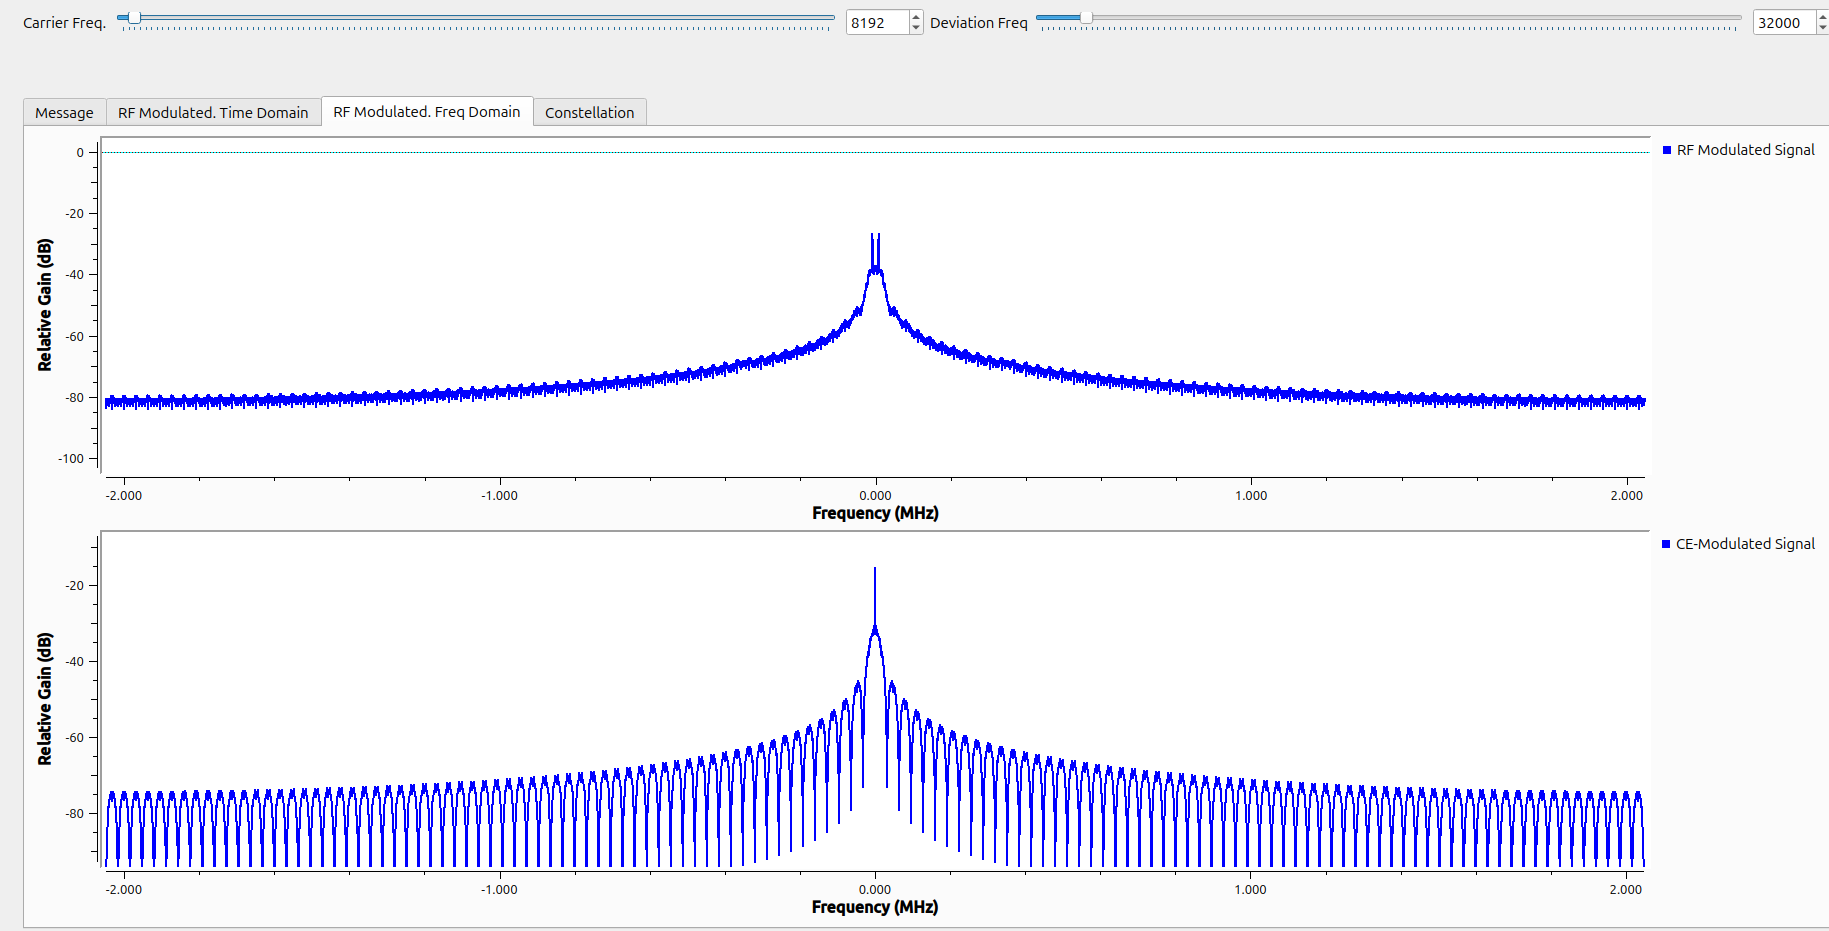 Carrier Freq. 8192 Deviation Freq 32000
Message RF Modulated. Time Domain RF Modulated. Freq Domain Constellation
RF Modulated Signal
Relative Gain (dB)
0
-20
-40
-60
-80
-100
-2.000 -1.000 0.000 1.000 2.000
Frequency (MHz)
CE-Modulated Signal
Relative Gain (dB)
-20
-40
-60
-80
-2.000 -1.000 0.000 1.000 2.000
Frequency (MHz)